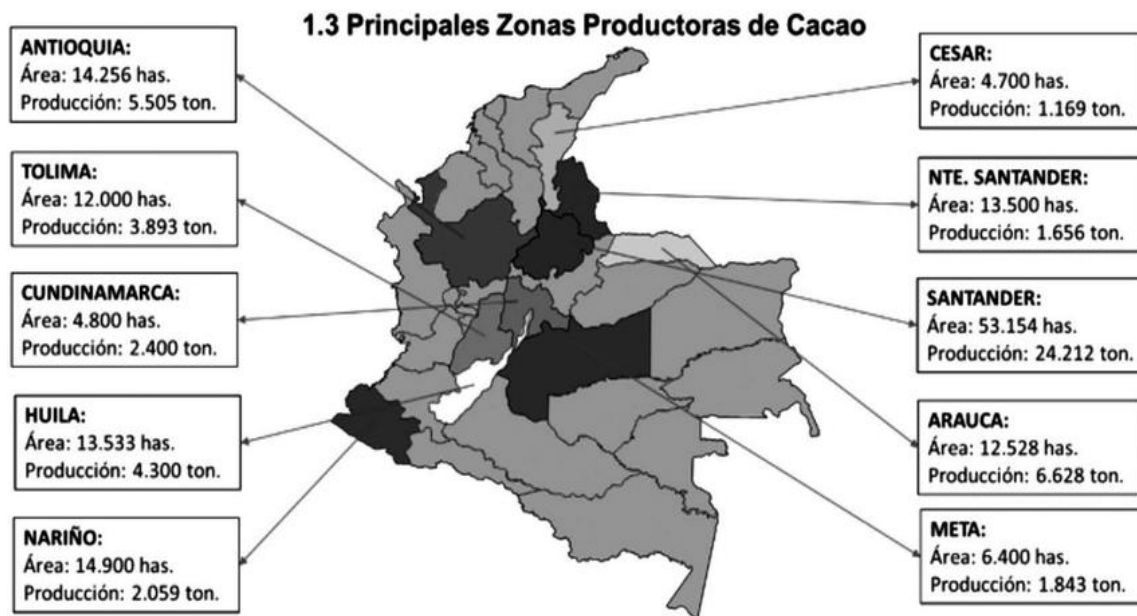 1.3 Principales Zonas Productoras de Cacao
ANTIOQUIA:
Área: 14.256 has.
Producción: 5.505 ton.
TOLIMA:
Área: 12.000 has.
Producción: 3.893 ton.
CUNDINAMARCA:
Área: 4.800 has.
Producción: 2.400 ton.
HUILA:
Área: 13.533 has.
Producción: 4.300 ton.
NARIÑO:
Área: 14.900 has.
Producción: 2.059 ton.
CESAR:
Área: 4.700 has.
Producción: 1.169 ton.
NTE. SANTANDER:
Área: 13.500 has.
Producción: 1.656 ton.
SANTANDER:
Área: 53.154 has.
Producción: 24.212 ton.
ARAUCA:
Área: 12.528 has.
Producción: 6.628 ton.
META:
Área: 6.400 has.
Producción: 1.843 ton.